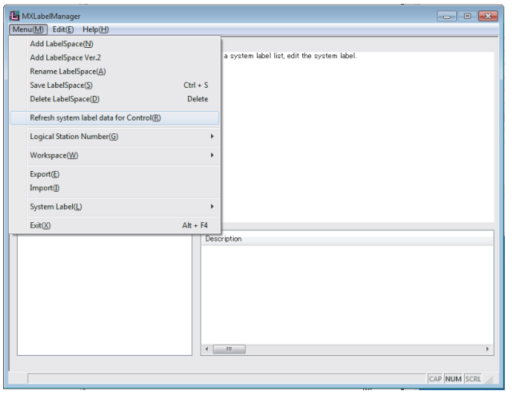 MXLabelManager
Menu(M) Edit(E) Help(H)
Add LabelSpace(N)
Add LabelSpace Ver.2
a system label list, edit the system label.
Rename LabelSpace(A)
Save LabelSpace(S) Ctrl + S
Delete LabelSpace(D) Delete
Refresh system label data for Control(R)
Logical Station Number(G)
Workspace(W)
Export(E)
Import(I)
System Label(L)
Exit(X) Alt + F4
Description
CAP NUM SCRL